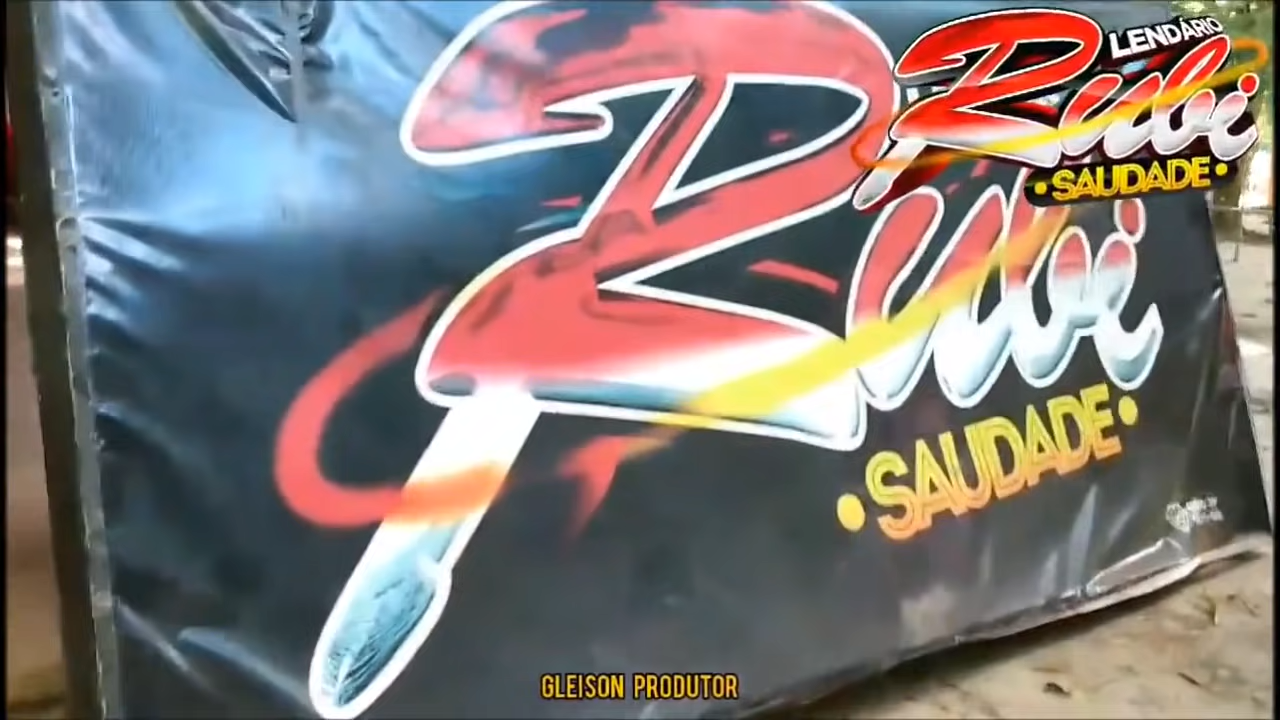 LENDÁRIO
Rubi
SAUDADE
Rubi
SAUDADE
GLEISON PRODUTOR